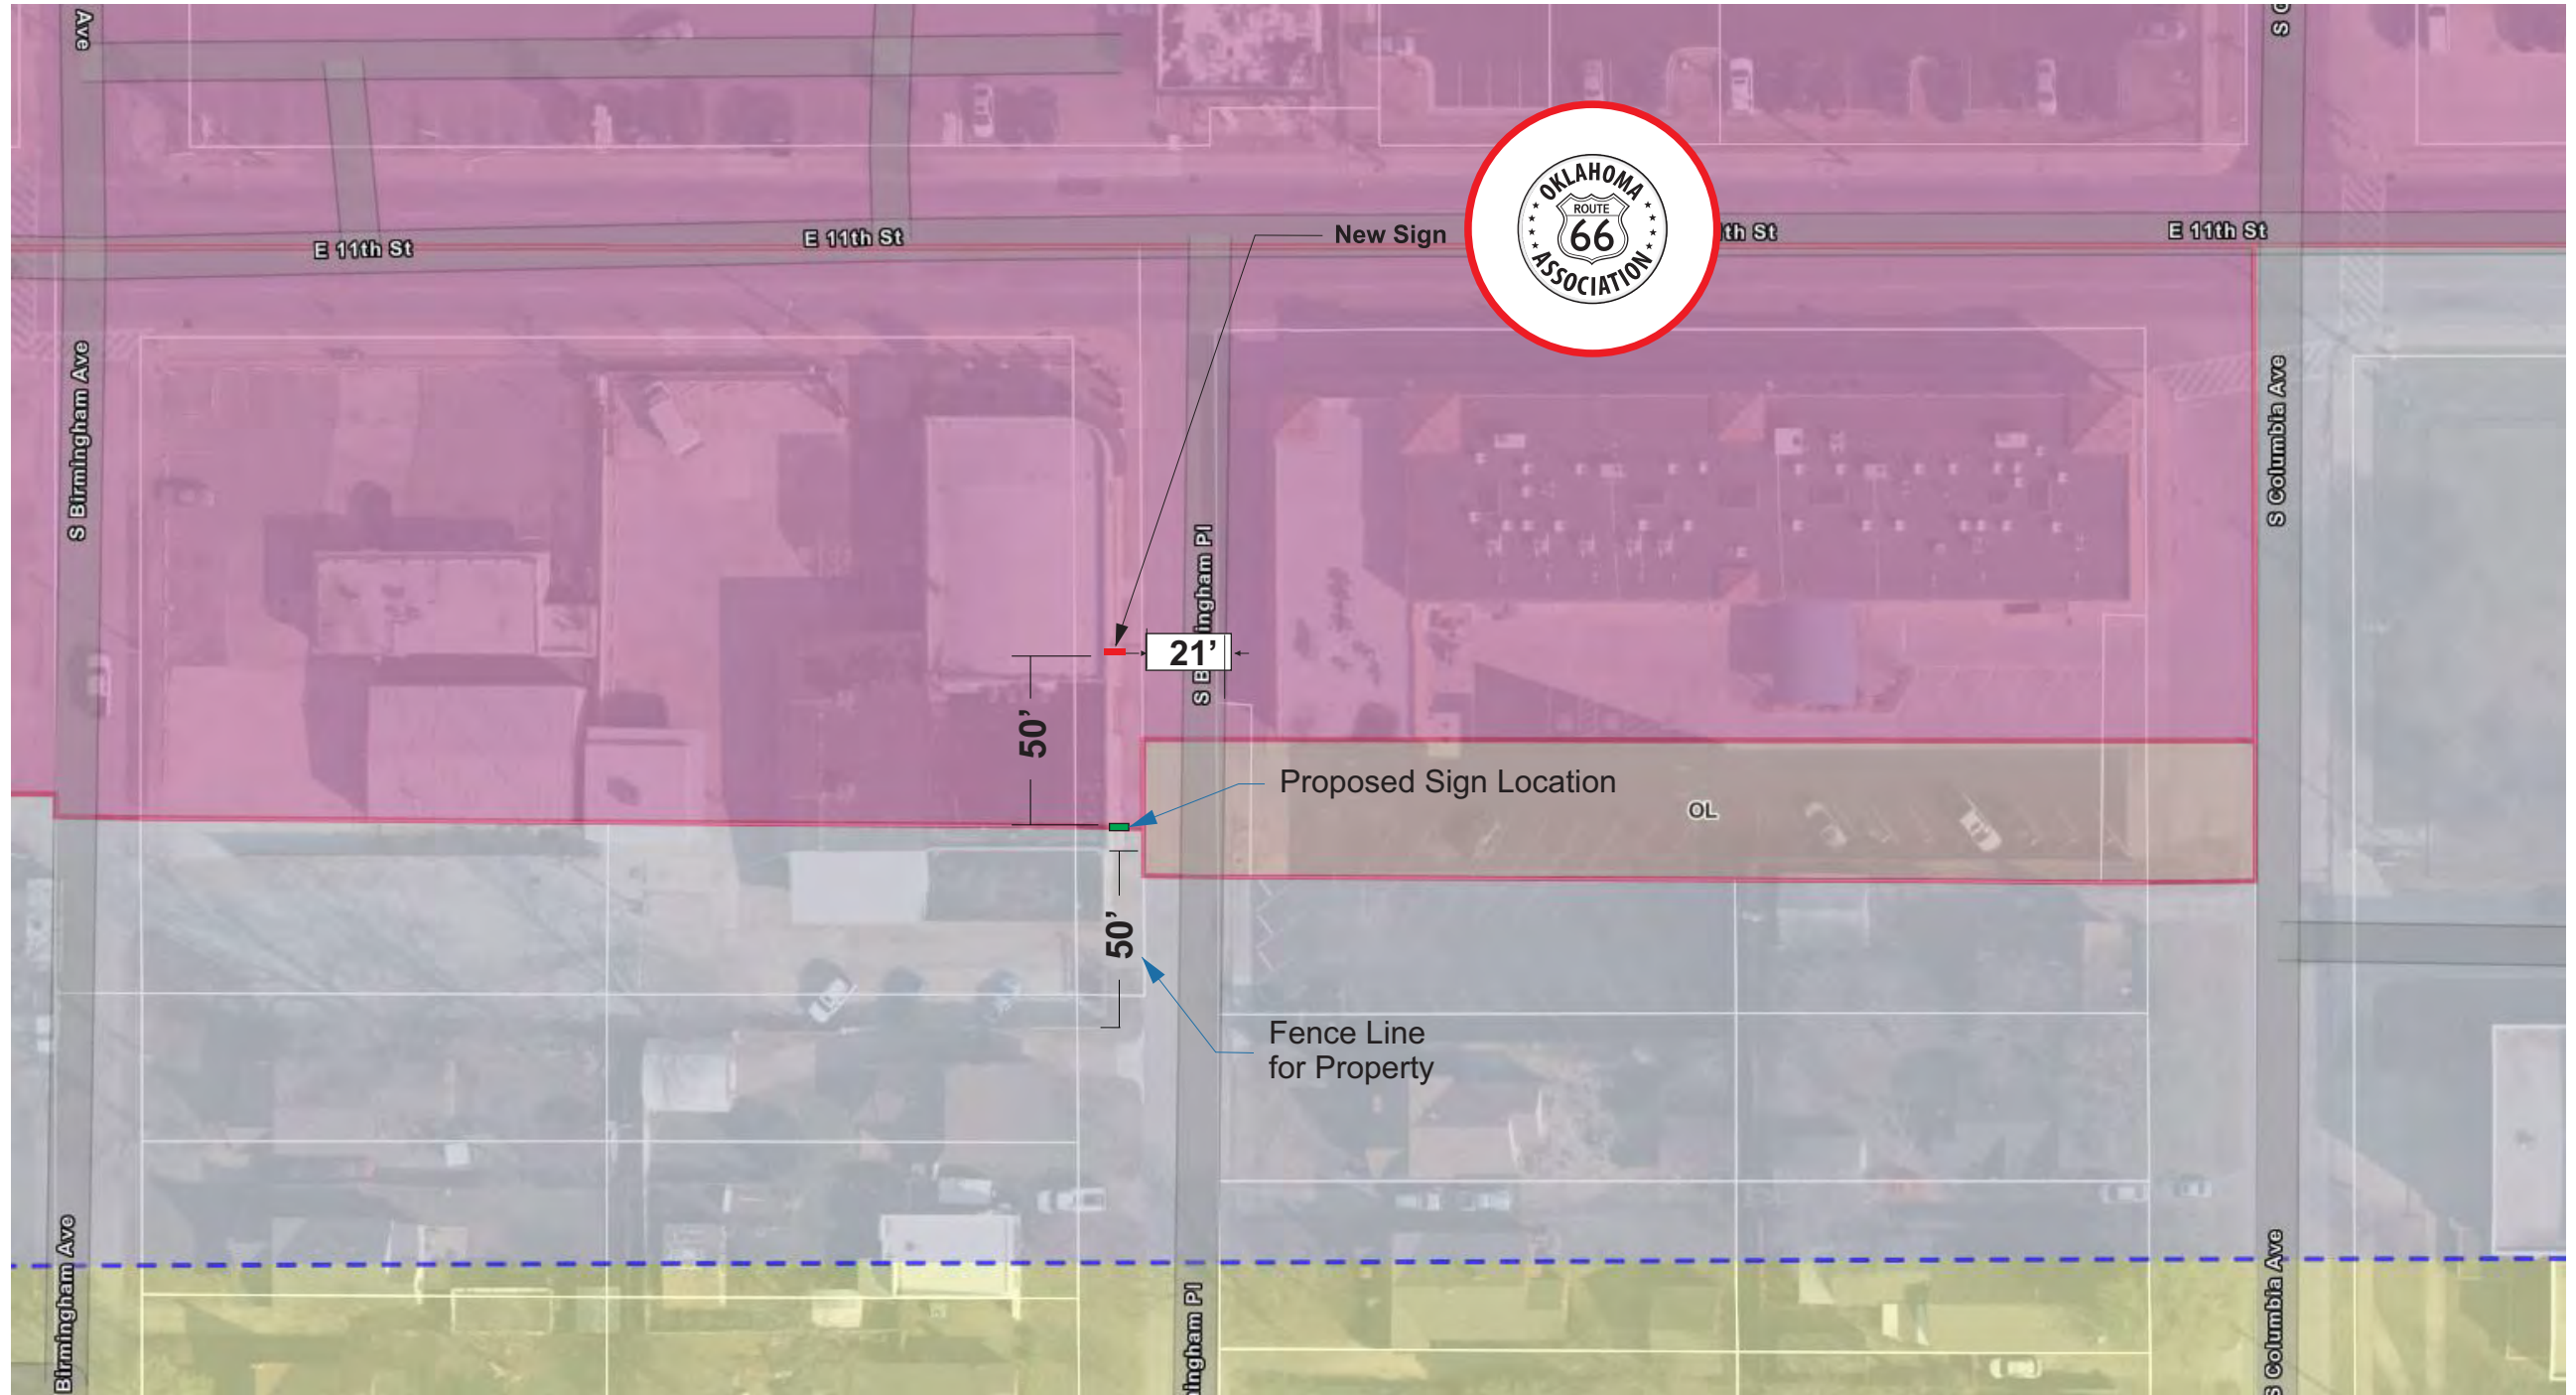 Ave
S C
OKLAHOMA
ROUTE
66
ASSOCIATION
E 11th St
E 11th St
New Sign
th St
E 11th St
S Birmingham Ave
S Columbia Ave
S B
ingham Pl
21’
50’
Proposed Sign Location
OL
50’
Fence Line
for Property
Birmingham Ave
ingham Pl
S Columbia Ave